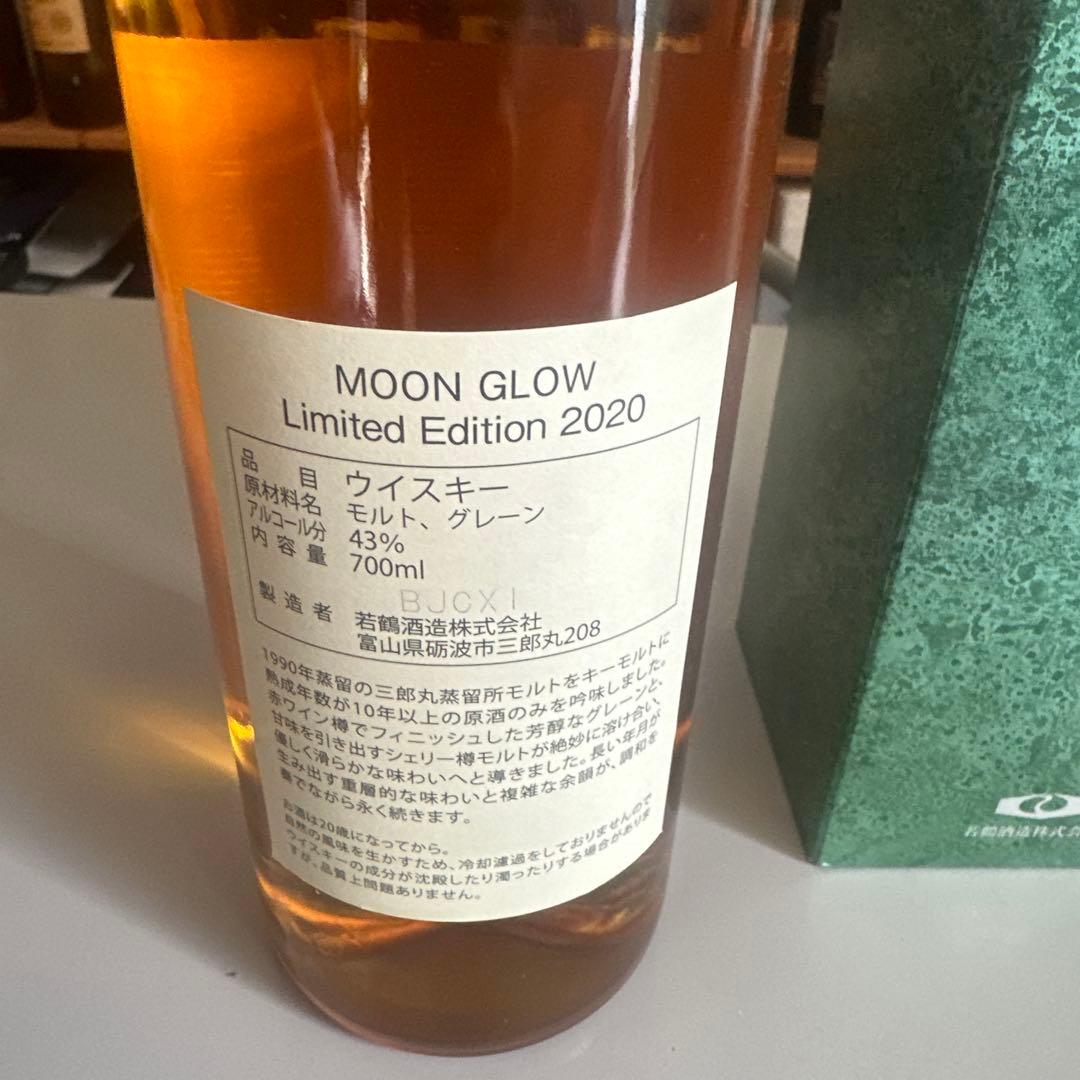 MOON GLOW
Limited Edition 2020
品目 ウイスキー
原材料名 モルト、グレーン
アルコール分 43%
内容量 700ml
BJCXI
製造者 若鶴酒造株式会社
富山県砺波市三郎丸208
1990年蒸留の三郎丸蒸留所モルトをキーモルトに
熟成年数が10年以上の原酒のみを吟味しました。
赤ワイン樽でフィニッシュした芳醇なグレーンと、
甘味を引き出すシェリー樽モルトが絶妙に溶け合い、
優しく滑らかな味わいへと導きました。長い年月が
生み出す重層的な味わいと複雑な余韻が、調和を
奏でながら永く続きます。
お酒は20歳になってから。
自然の風味を生かすため、冷却濾過をしておりませんので
ウイスキーの成分が沈殿したり濁ったりする場合がありま
すが、品質上問題ありません。
若鶴酒造株式会